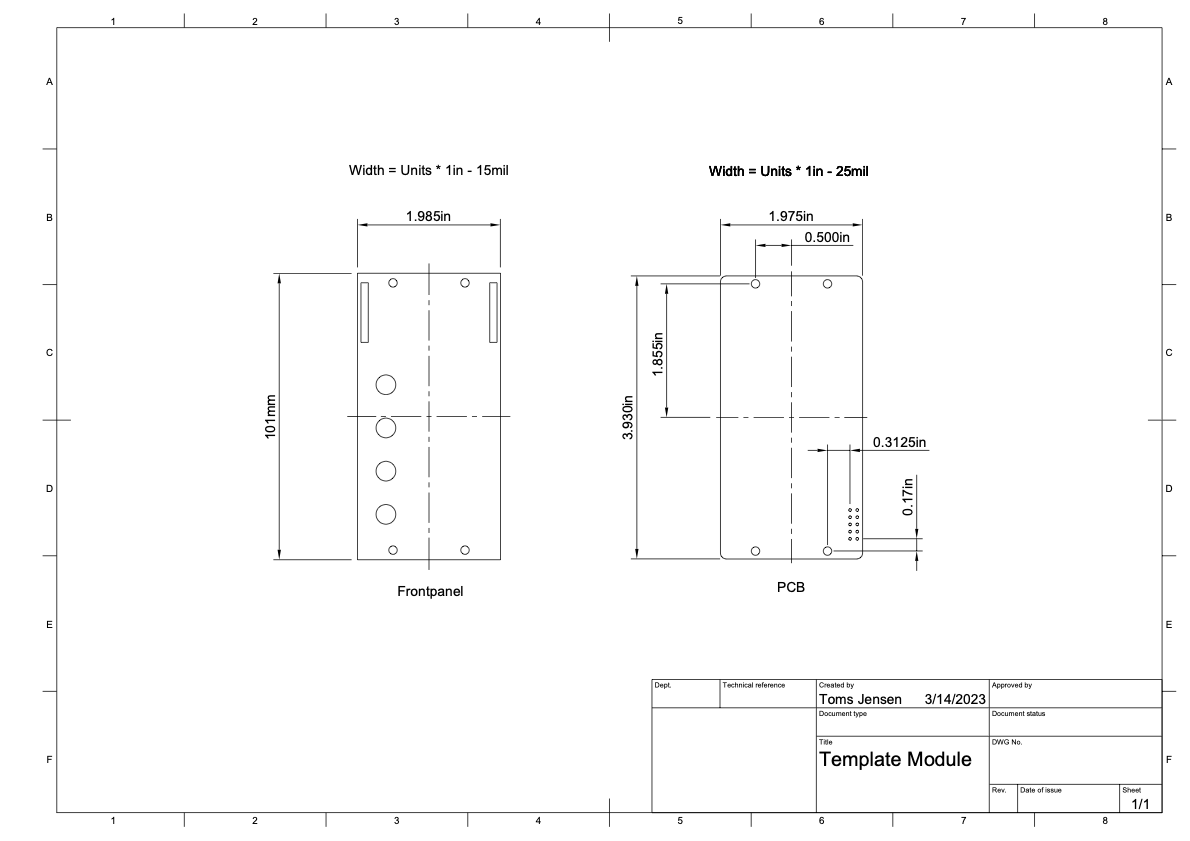 1 2 3 4 5 6 7 8
A A
Width = Units * 1in - 15mil Width = Units * 1in - 25mil
B B
1.985in 1.975in
0.500in
C C
1.855in
101mm 3.930in
0.3125in
D D
0.17in
Frontpanel PCB
E E
Dept. Technical reference Created by Approved by
Toms Jensen 3/14/2023
Document type Document status
Title DWG No.
F Template Module F
Rev. Date of issue Sheet
1/1
1 2 3 4 5 6 7 8